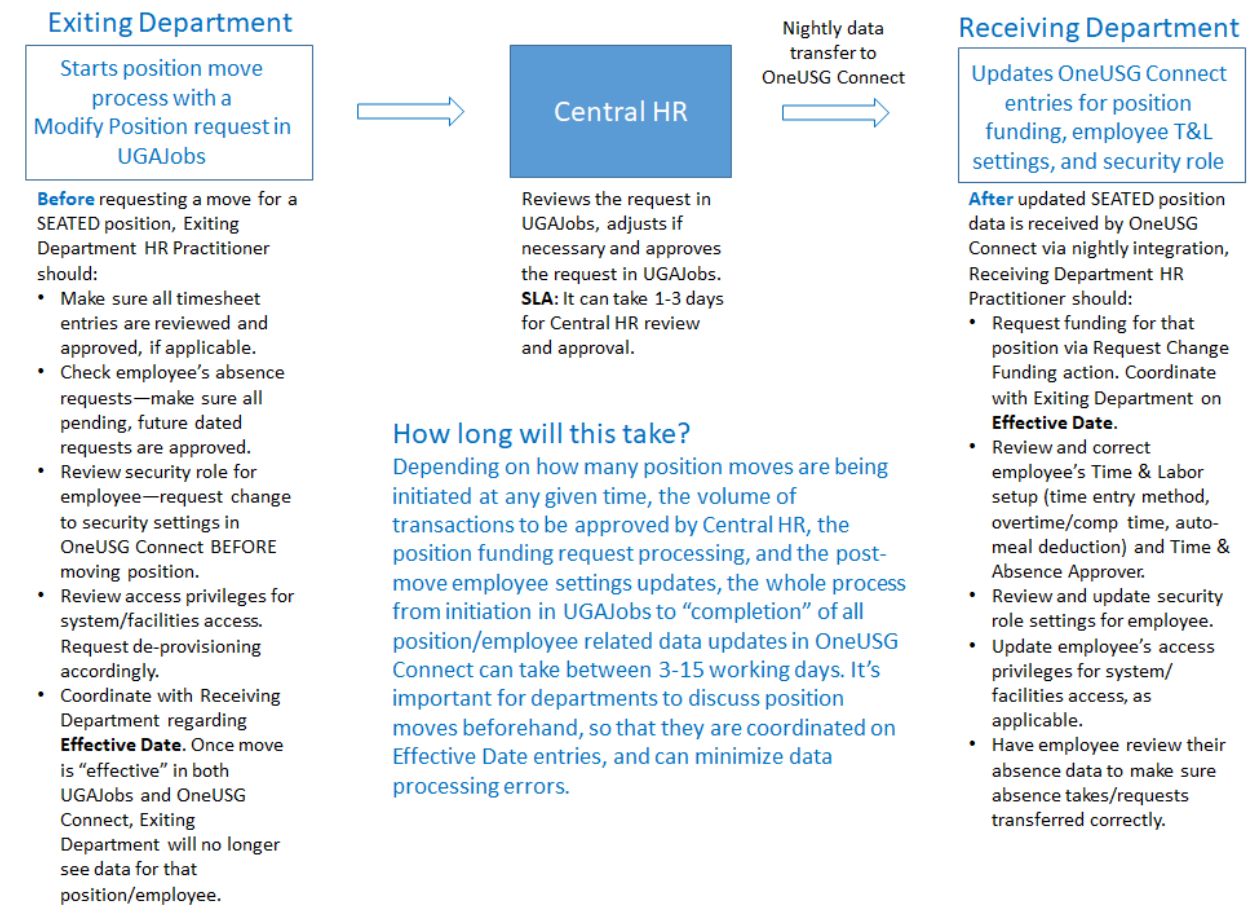 Exiting Department
Starts position move
process with a
Modify Position request in
UGAJobs
Before requesting a move for a
SEATED position, Exiting
Department HR Practitioner
should:
• Make sure all timesheet
entries are reviewed and
approved, if applicable.
• Check employee's absence
requests—make sure all
pending, future dated
requests are approved.
• Review security role for
employee—request change
to security settings in
OneUSG Connect BEFORE
moving position.
• Review access privileges for
system/facilities access.
Request de-provisioning
accordingly.
• Coordinate with Receiving
Department regarding
Effective Date. Once move
is "effective" in both
UGAJobs and OneUSG
Connect, Exiting
Department will no longer
see data for that
position/employee.
Central HR
Reviews the request in
UGAJobs, adjusts if
necessary and approves
the request in UGAJobs.
SLA: It can take 1-3 days
for Central HR review
and approval.
How long will this take?
Depending on how many position moves are being
initiated at any given time, the volume of
transactions to be approved by Central HR, the
position funding request processing, and the post-
move employee settings updates, the whole process
from initiation in UGAJobs to "completion" of all
position/employee related data updates in OneUSG
Connect can take between 3-15 working days. It's
important for departments to discuss position
moves beforehand, so that they are coordinated on
Effective Date entries, and can minimize data
processing errors.
Nightly data
transfer to
OneUSG Connect
Receiving Department
Updates OneUSG Connect
entries for position
funding, employee T&L
settings, and security role
After updated SEATED position
data is received by OneUSG
Connect via nightly integration,
Receiving Department HR
Practitioner should:
• Request funding for that
position via Request Change
Funding action. Coordinate
with Exiting Department on
Effective Date.
• Review and correct
employee's Time & Labor
setup (time entry method,
overtime/comp time, auto-
meal deduction) and Time &
Absence Approver.
• Review and update security
role settings for employee.
• Update employee's access
privileges for system/
facilities access, as
applicable.
• Have employee review their
absence data to make sure
absence takes/requests
transferred correctly.